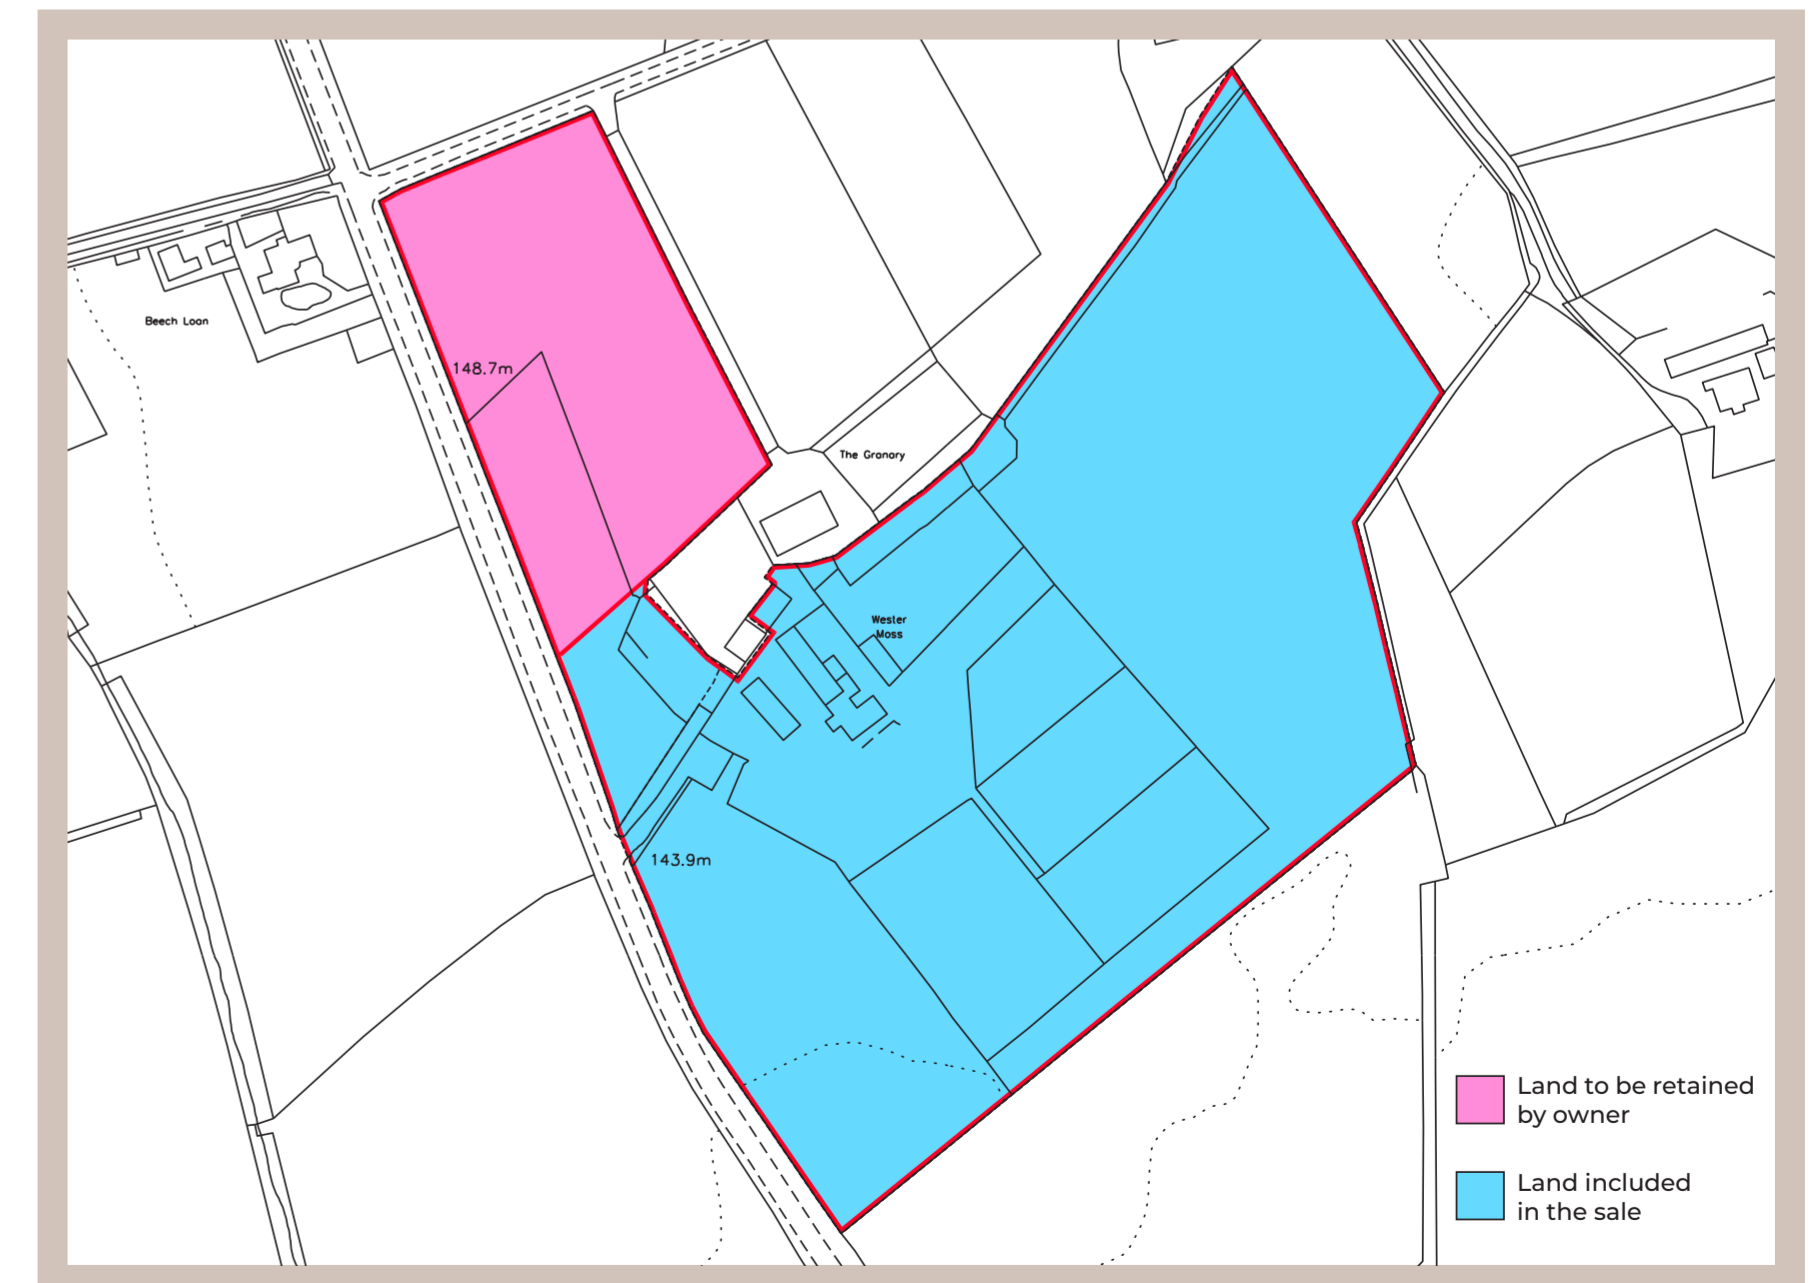 Beech Loan
148.7m
The Granary
Wester
Moss
143.9m
Land to be retained
by owner
Land included
in the sale